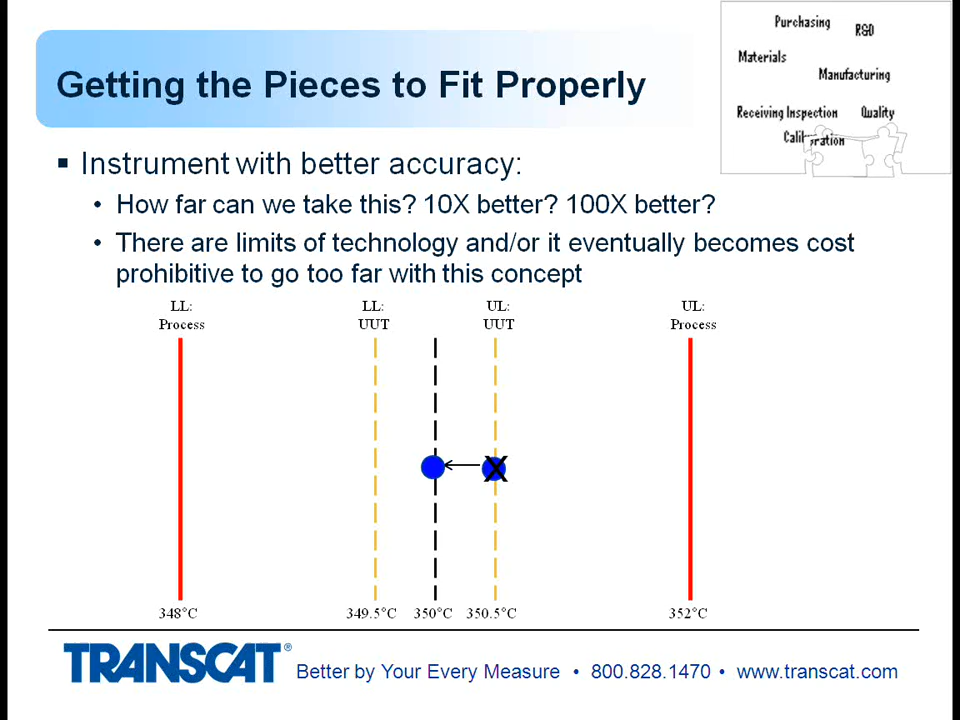 Getting the Pieces to Fit Properly
Purchasing
R&D
Materials
Manufacturing
Receiving Inspection
Quality
Calibration
▪ Instrument with better accuracy:
• How far can we take this? 10X better? 100X better?
• There are limits of technology and/or it eventually becomes cost
prohibitive to go too far with this concept
LL: LL: UL: UL:
Process UUT UUT Process
X
348°C 349.5°C 350°C 350.5°C 352°C
TRANSCAT® Better by Your Every Measure • 800.828.1470 • www.transcat.com